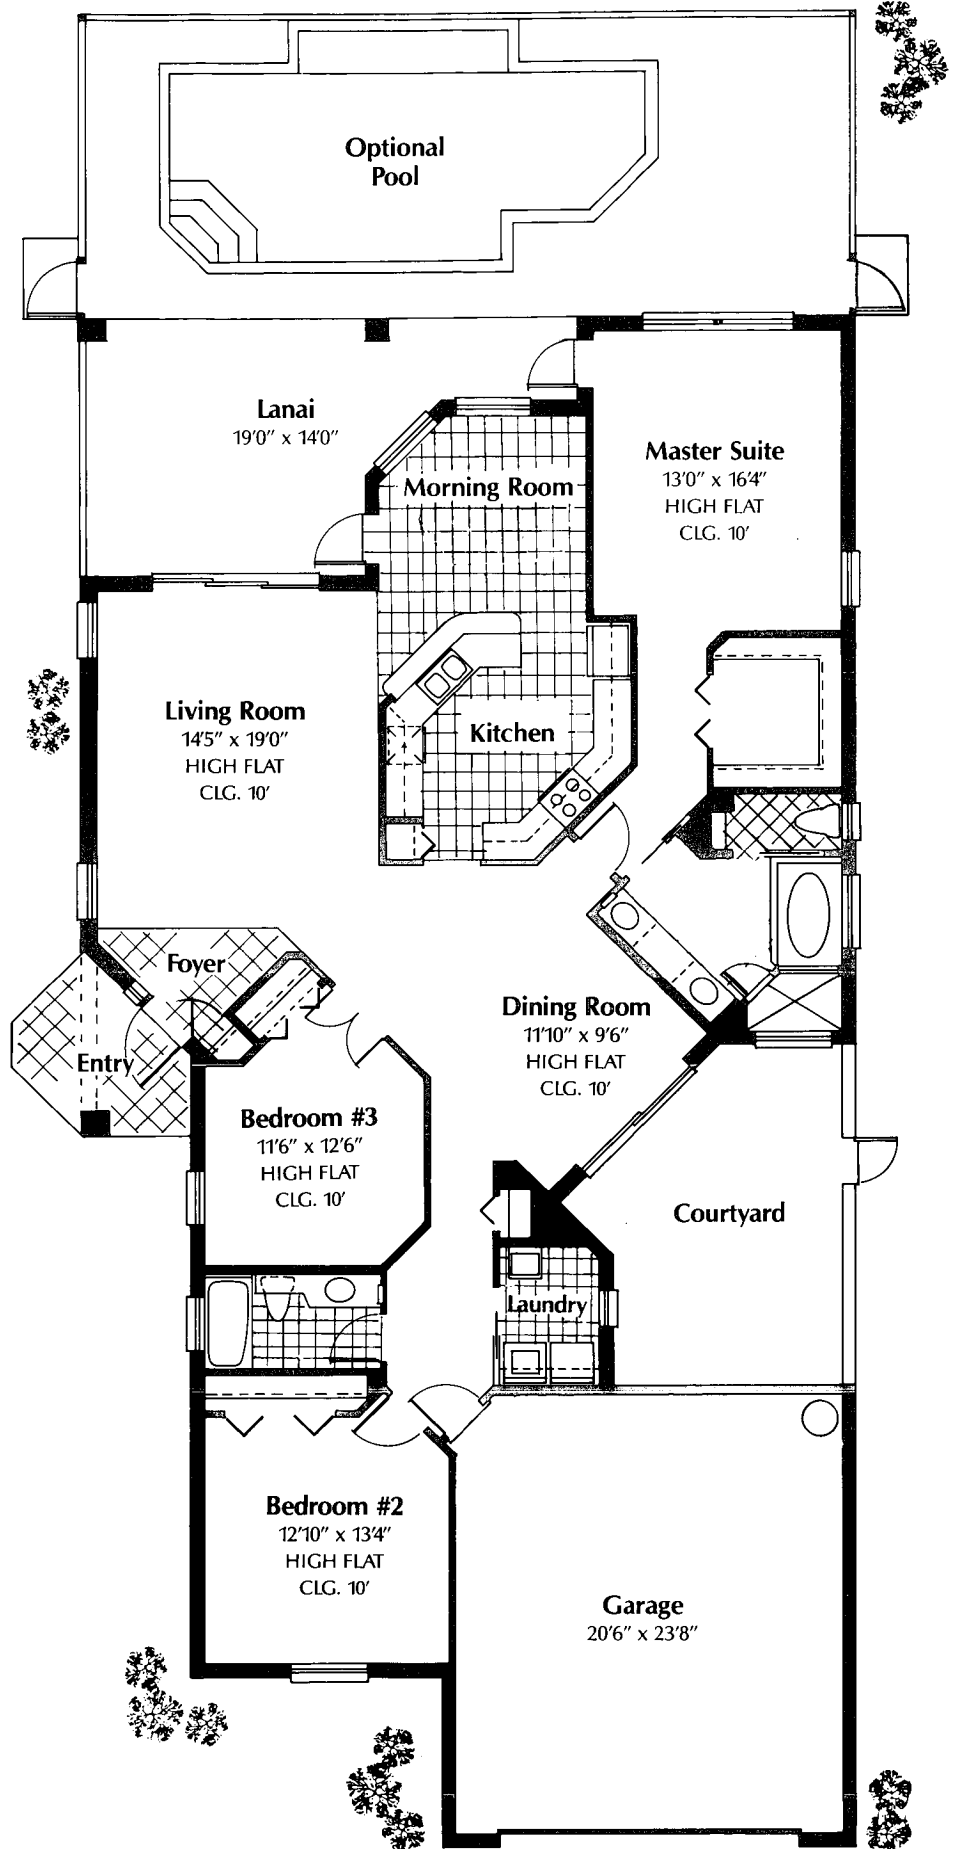 Optional
Pool
Lanai
19'0" x 14'0"
Morning Room
Master Suite
13'0" x 16'4"
HIGH FLAT
CLG. 10'
Living Room
14'5" x 19'0"
HIGH FLAT
CLG. 10'
Kitchen
Foyer
Entry
Dining Room
11'10" x 9'6"
HIGH FLAT
CLG. 10'
Bedroom #3
11'6" x 12'6"
HIGH FLAT
CLG. 10'
Courtyard
Laundry
Bedroom #2
12'10" x 13'4"
HIGH FLAT
CLG. 10'
Garage
20'6" x 23'8"